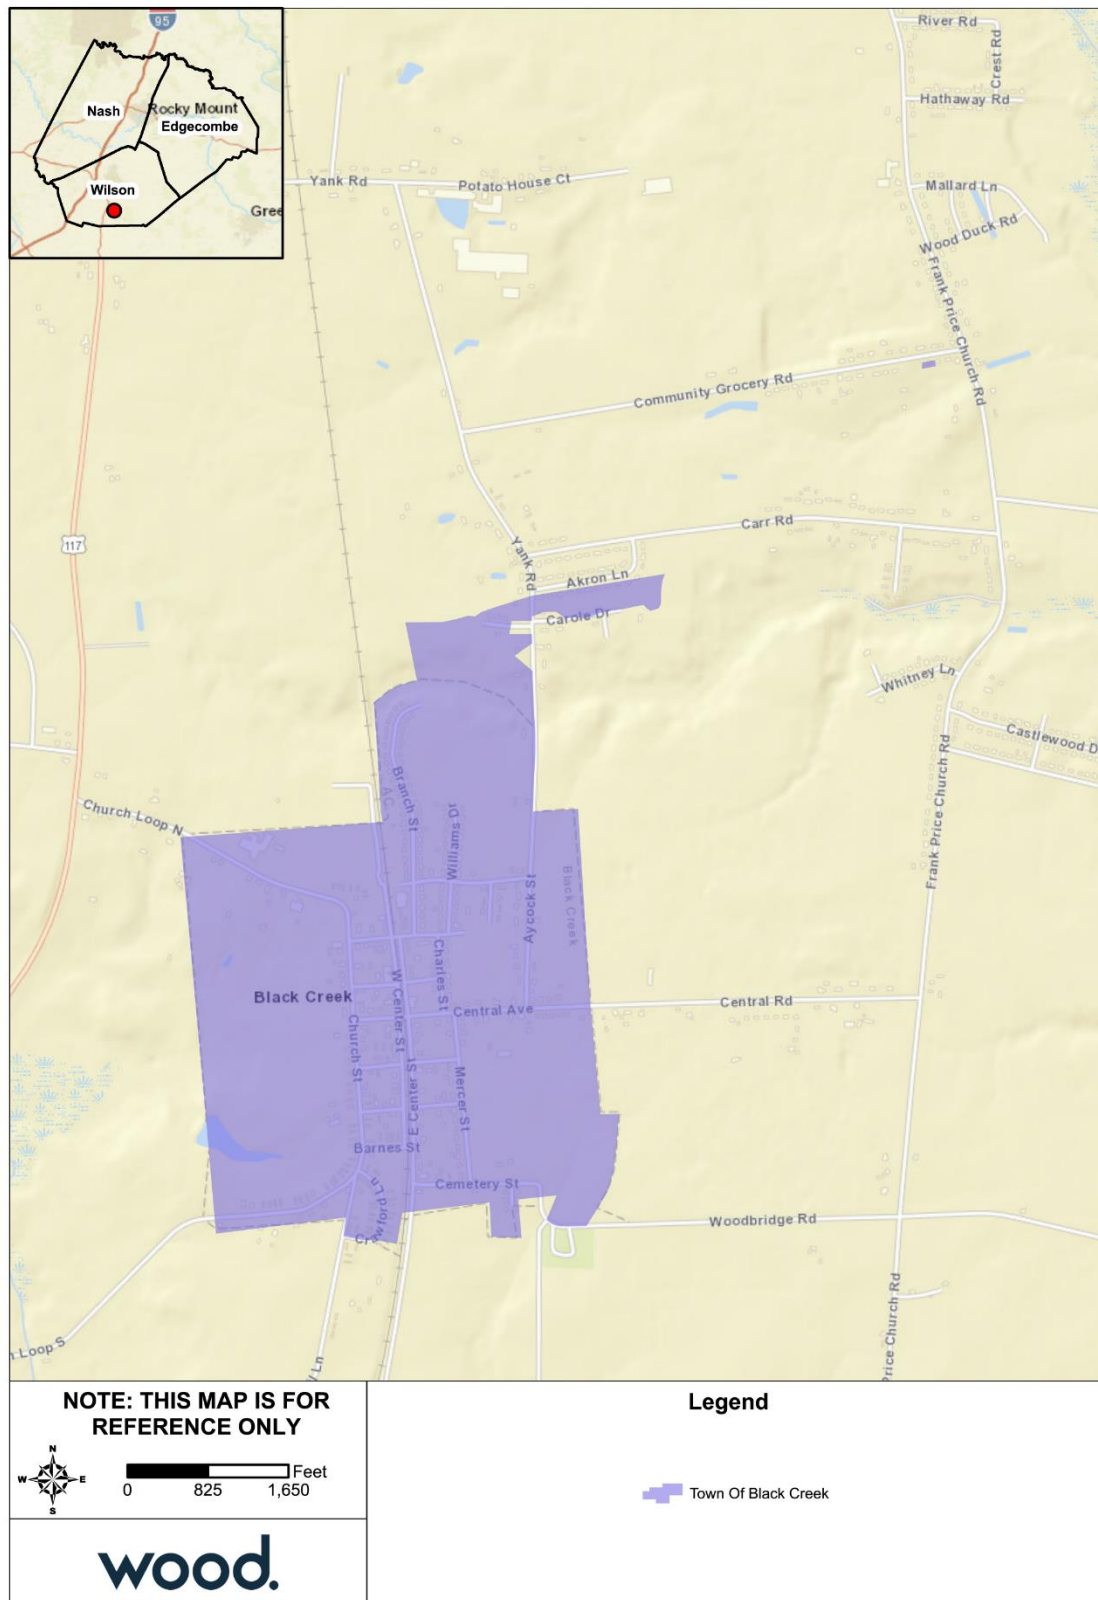 95
Nash
Rocky Mount
Edgecombe
Wilson
Gree
River Rd
Crest Rd
Hathaway Rd
Yank Rd
Potato House Ct
Mallard Ln
Wood Duck Rd
Frank Price Church Rd
Community Grocery Rd
Carr Rd
117
Yank Rd
Akron Ln
Carole Dr
Whitney Ln
Castlewood D
Branch St
Church Loop N
Williams Dr
Frank Price Church Rd
Aycock St
Black Creek
Charles St
W Center St
Black Creek
Central Ave
Central Rd
Church St
E Center St
Mercer St
Barnes St
Cemetery St
Crawford Ln
Woodbridge Rd
Price Church Rd
Loop S
Ln
NOTE: THIS MAP IS FOR
REFERENCE ONLY
N
W E
S
Feet
0 825 1,650
wood.
Legend
Town Of Black Creek